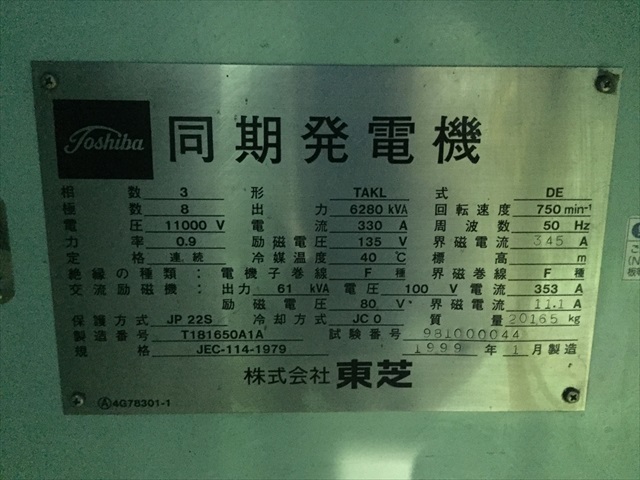 Toshiba 同期発電機
相数 3 形 TAKL 式 DE
極数 8 出力 6280 kVA 回転速度 750 min⁻¹
電圧 11000 V 電流 330 A 周波数 50 Hz
力率 0.9 励磁電圧 135 V 界磁電流 345 A
定格 連続 冷媒温度 40 ℃ 標高 m
絶縁の種類: 電機子巻線 F 種 界磁巻線 F 種
交流励磁機: 出力 61 kVA 電圧 100 V 電流 353 A
励磁電圧 80 V 界磁電流 11.1 A
保護方式 JP 22S 冷却方式 JC 0 質量 20165 kg
製造番号 T181650A1A 試験番号 981000044
規格 JEC-114-1979 1999 年 1 月製造
株式会社 東芝
Ⓐ4G78301-1